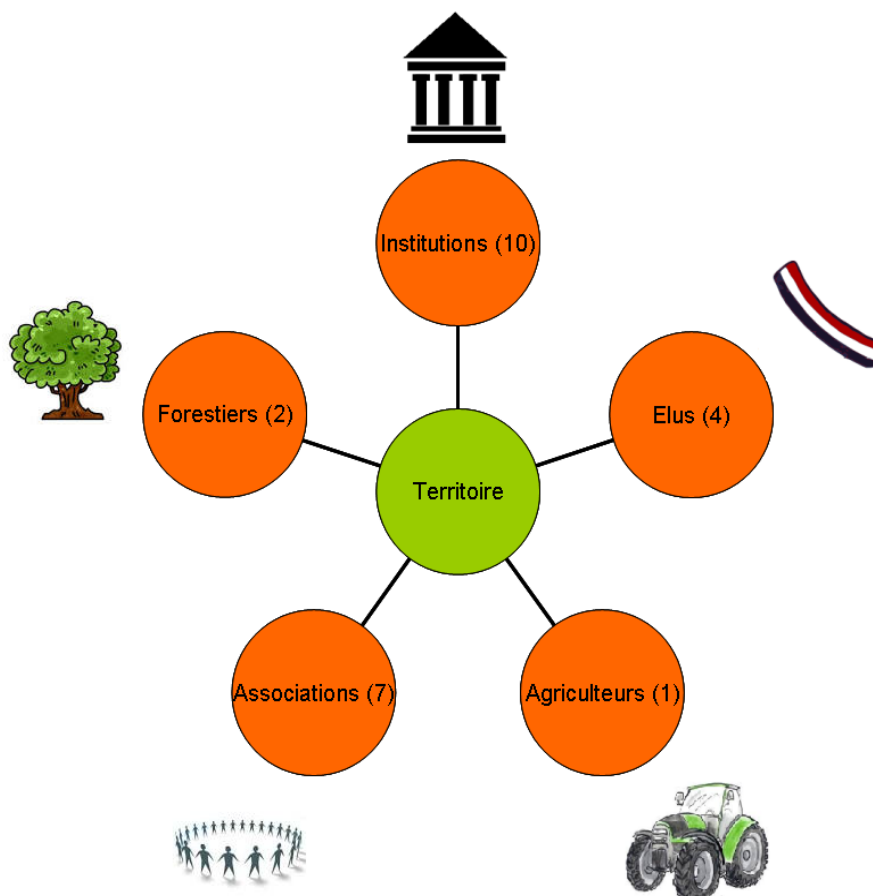 Institutions (10)
Forestiers (2)
Elus (4)
Territoire
Associations (7)
Agriculteurs (1)